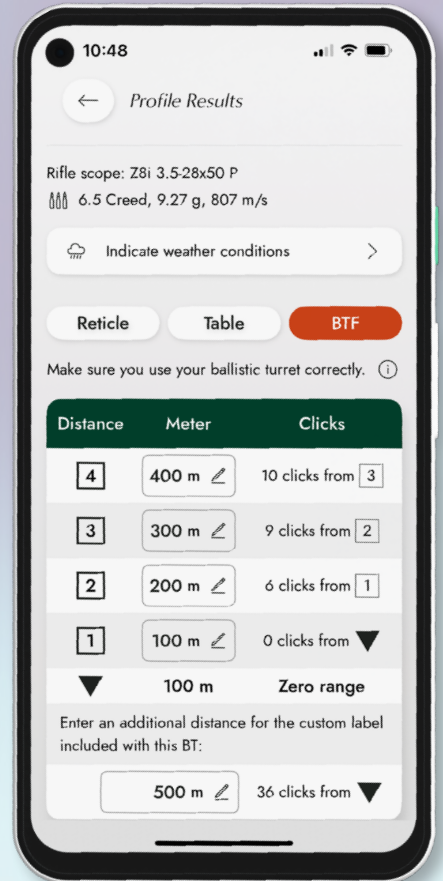 10:48
Profile Results
Rifle scope: Z8i 3.5-28x50 P
6.5 Creed, 9.27 g, 807 m/s
Indicate weather conditions
Reticle Table BTF
Make sure you use your ballistic turret correctly.
Distance Meter Clicks
4 400 m 10 clicks from 3
3 300 m 9 clicks from 2
2 200 m 6 clicks from 1
1 100 m 0 clicks from
100 m Zero range
Enter an additional distance for the custom label
included with this BT:
500 m 36 clicks from